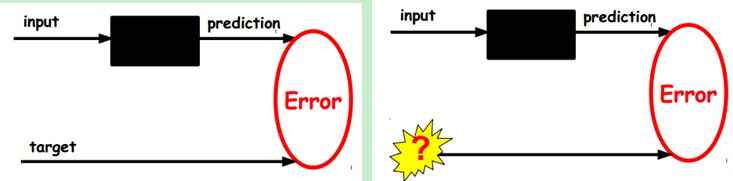 input
prediction
Error
target
input
prediction
Error
?